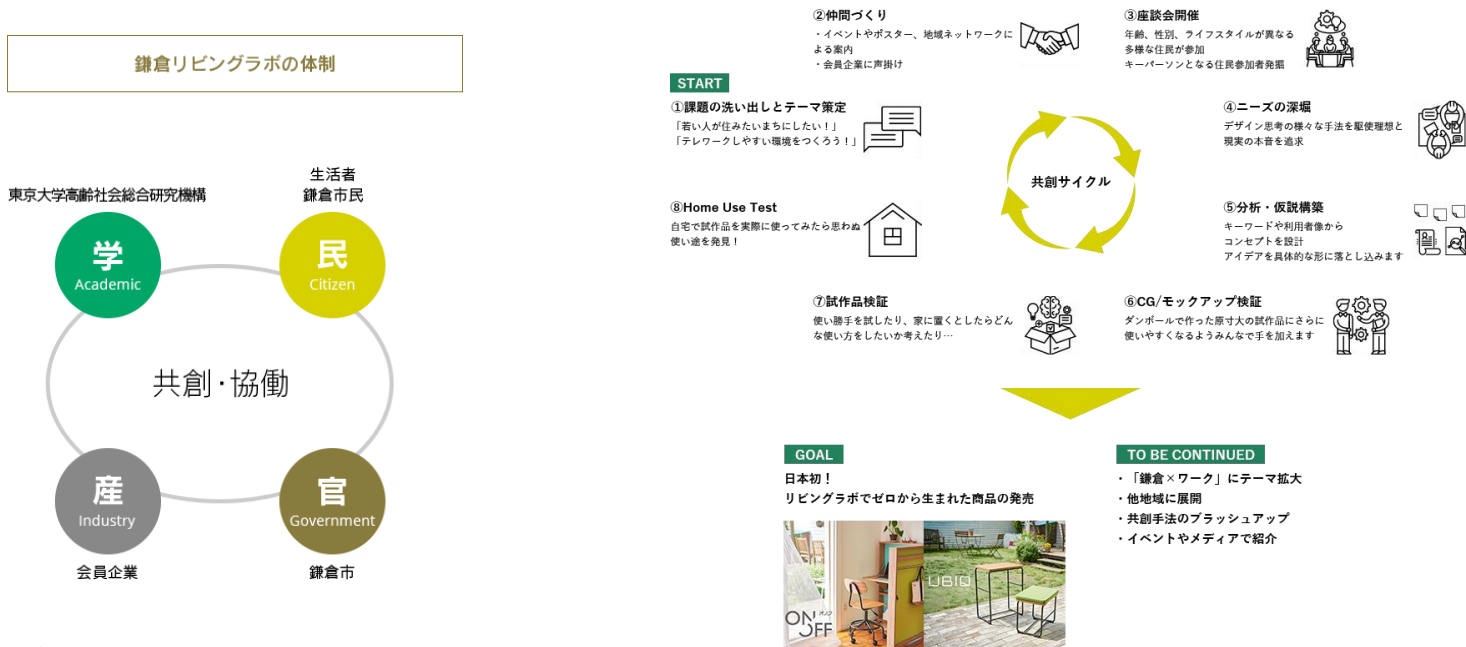 鎌倉リビングラボの体制
東京大学高齢社会総合研究機構
生活者
鎌倉市民
学
Academic
民
Citizen
共創・協働
産
Industry
官
Government
会員企業
鎌倉市
②仲間づくり
・イベントやポスター、地域ネットワークに
よる案内
・会員企業に声掛け
③座談会開催
年齢、性別、ライフスタイルが異なる
多様な住民が参加
キーパーソンとなる住民参加者発掘
START
①課題の洗い出しとテーマ策定
「若い人が住みたいまちにしたい！」
「テレワークしやすい環境をつくろう！」
④ニーズの深堀
デザイン思考の様々な手法を駆使理想と
現実の本音を追求
共創サイクル
⑧Home Use Test
自宅で試作品を実際に使ってみたら思わぬ
使い途を発見！
⑤分析・仮説構築
キーワードや利用者像から
コンセプトを設計
アイデアを具体的な形に落とし込みます
⑦試作品検証
使い勝手を試したり、家に置くとしたらどん
な使い方をしたいか考えたり…
⑥CG/モックアップ検証
ダンボールで作った原寸大の試作品にさらに
使いやすくなるようみんなで手を加えます
GOAL
日本初！
リビングラボでゼロから生まれた商品の発売
ON オノフ
OFF
UBIQ
TO BE CONTINUED
・「鎌倉×ワーク」にテーマ拡大
・他地域に展開
・共創手法のブラッシュアップ
・イベントやメディアで紹介